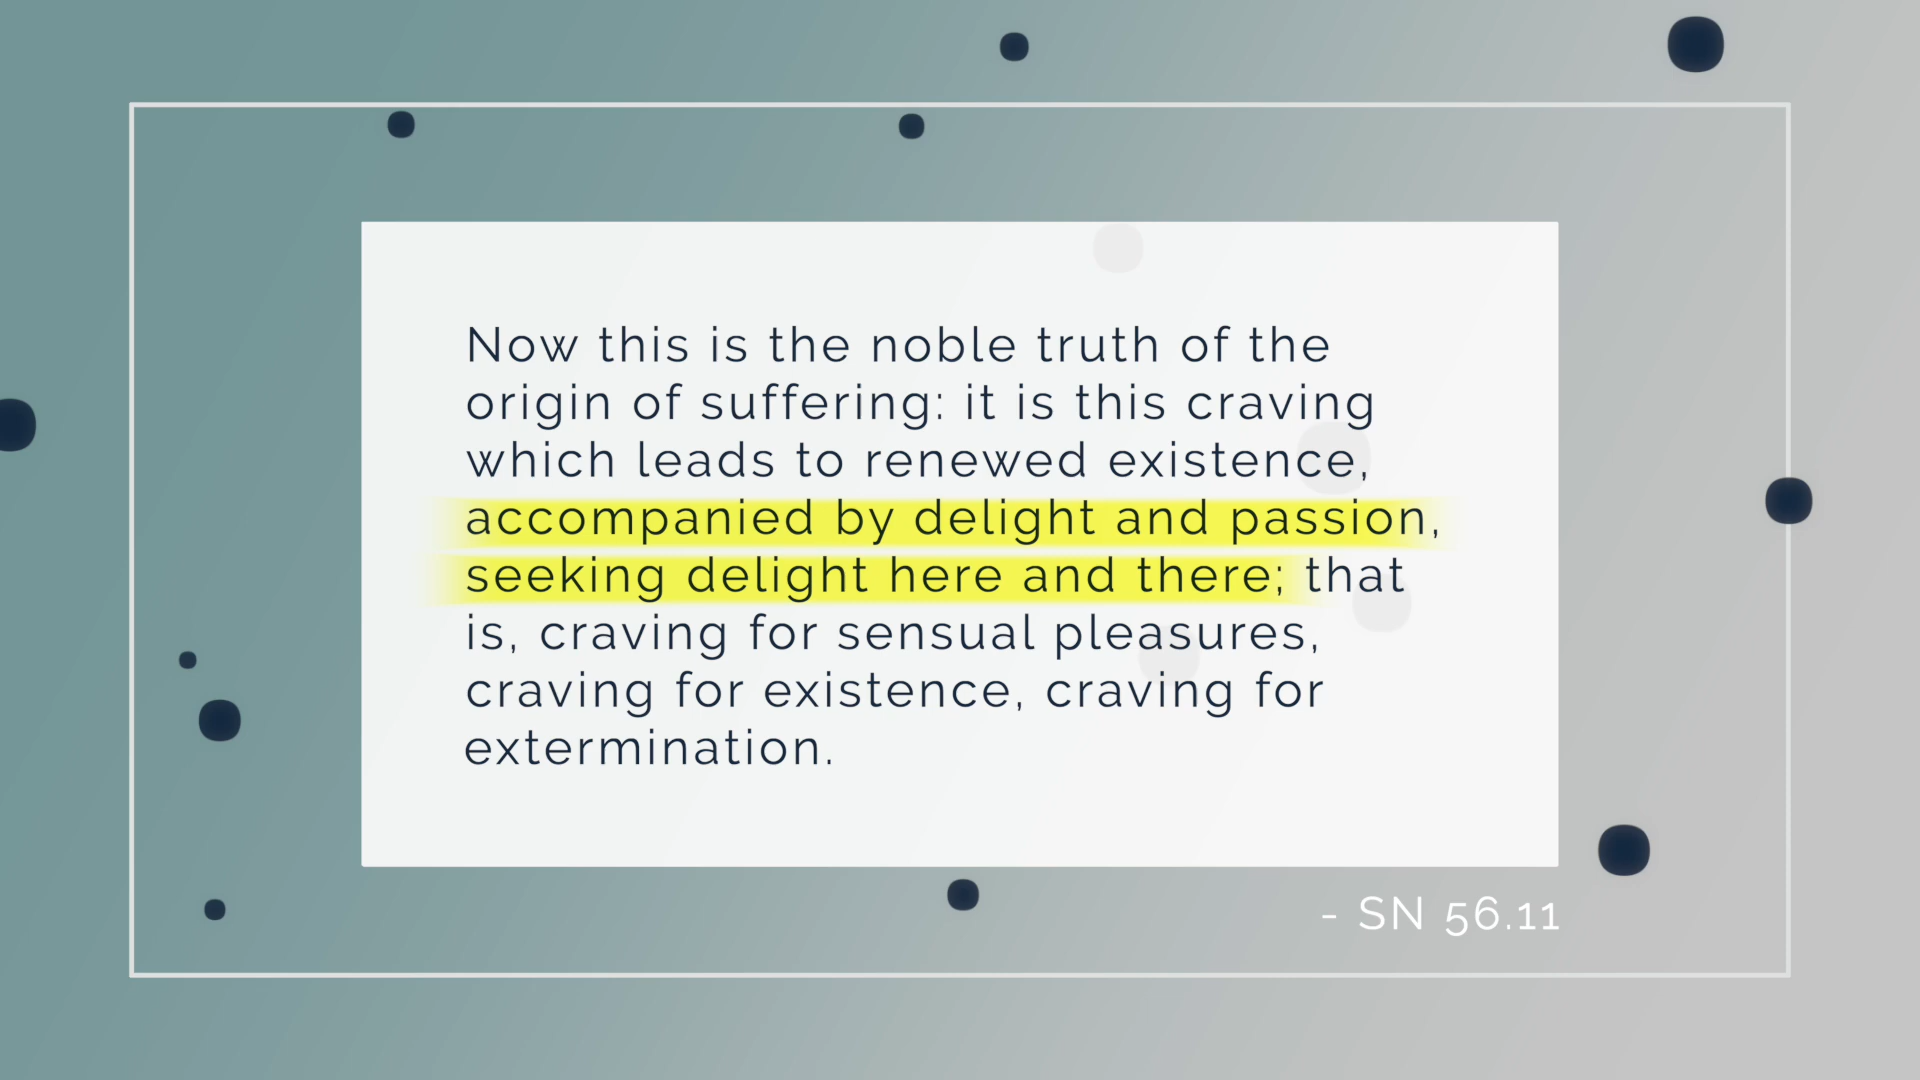 Now this is the noble truth of the
origin of suffering: it is this craving
which leads to renewed existence,
accompanied by delight and passion,
seeking delight here and there; that
is, craving for sensual pleasures,
craving for existence, craving for
extermination.
- SN 56.11